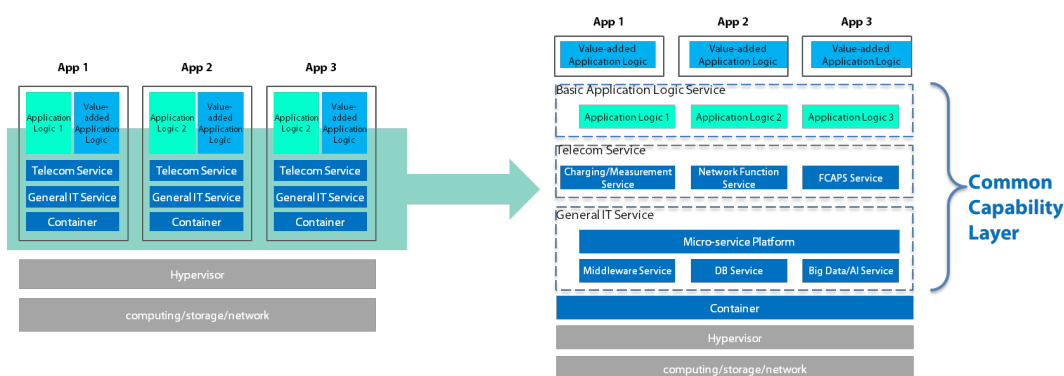 App 1
App 2
App 3
Application
Logic 1
Value-
added
Application
Logic
Application
Logic 2
Value-
added
Application
Logic
Application
Logic 2
Value-
added
Application
Logic
Telecom Service
Telecom Service
Telecom Service
General IT Service
General IT Service
General IT Service
Container
Container
Container
Hypervisor
computing/storage/network
App 1
App 2
App 3
Value-added
Application Logic
Value-added
Application Logic
Value-added
Application Logic
Basic Application Logic Service
Application Logic 1
Application Logic 2
Application Logic 3
Telecom Service
Charging/Measurement
Service
Network Function
Service
FCAPS Service
General IT Service
Micro-service Platform
Middleware Service
DB Service
Big Data/AI Service
Container
Hypervisor
computing/storage/network
Common
Capability
Layer